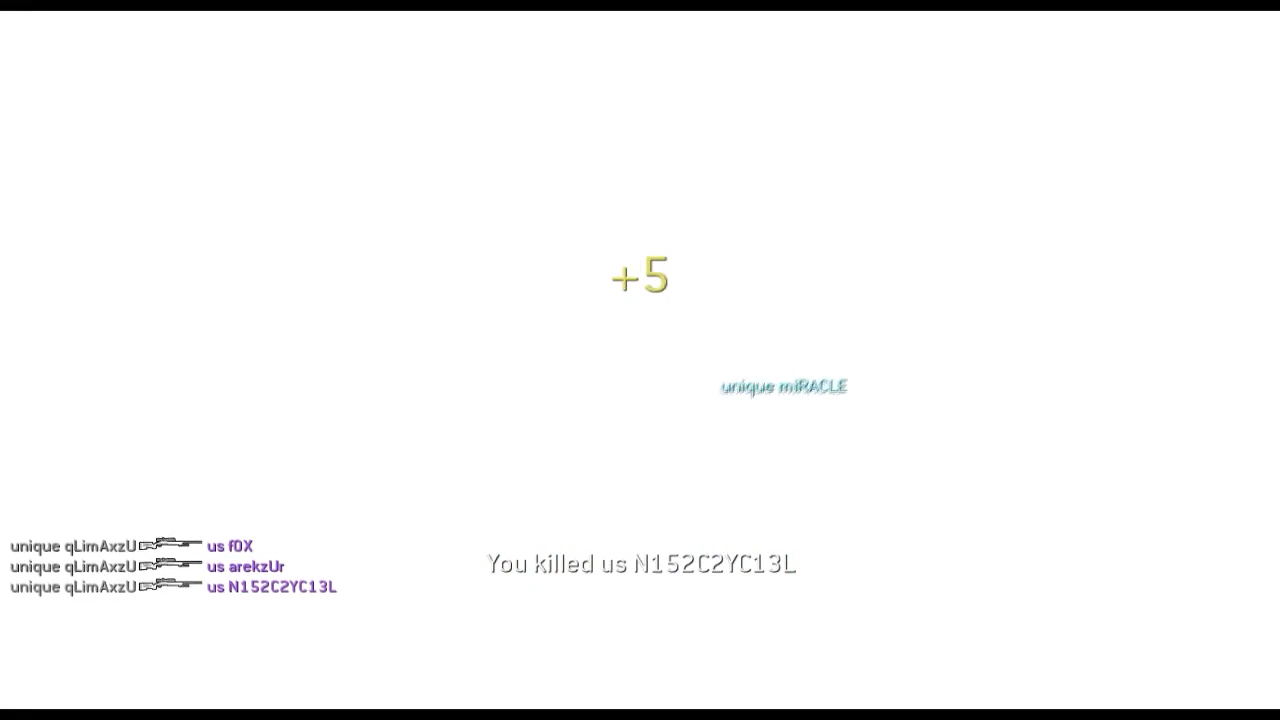 +5
unique miRACLE
unique qLimAxzU us f0X
unique qLimAxzU us arekzUr
unique qLimAxzU us N152C2YC13L
You killed us N152C2YC13L